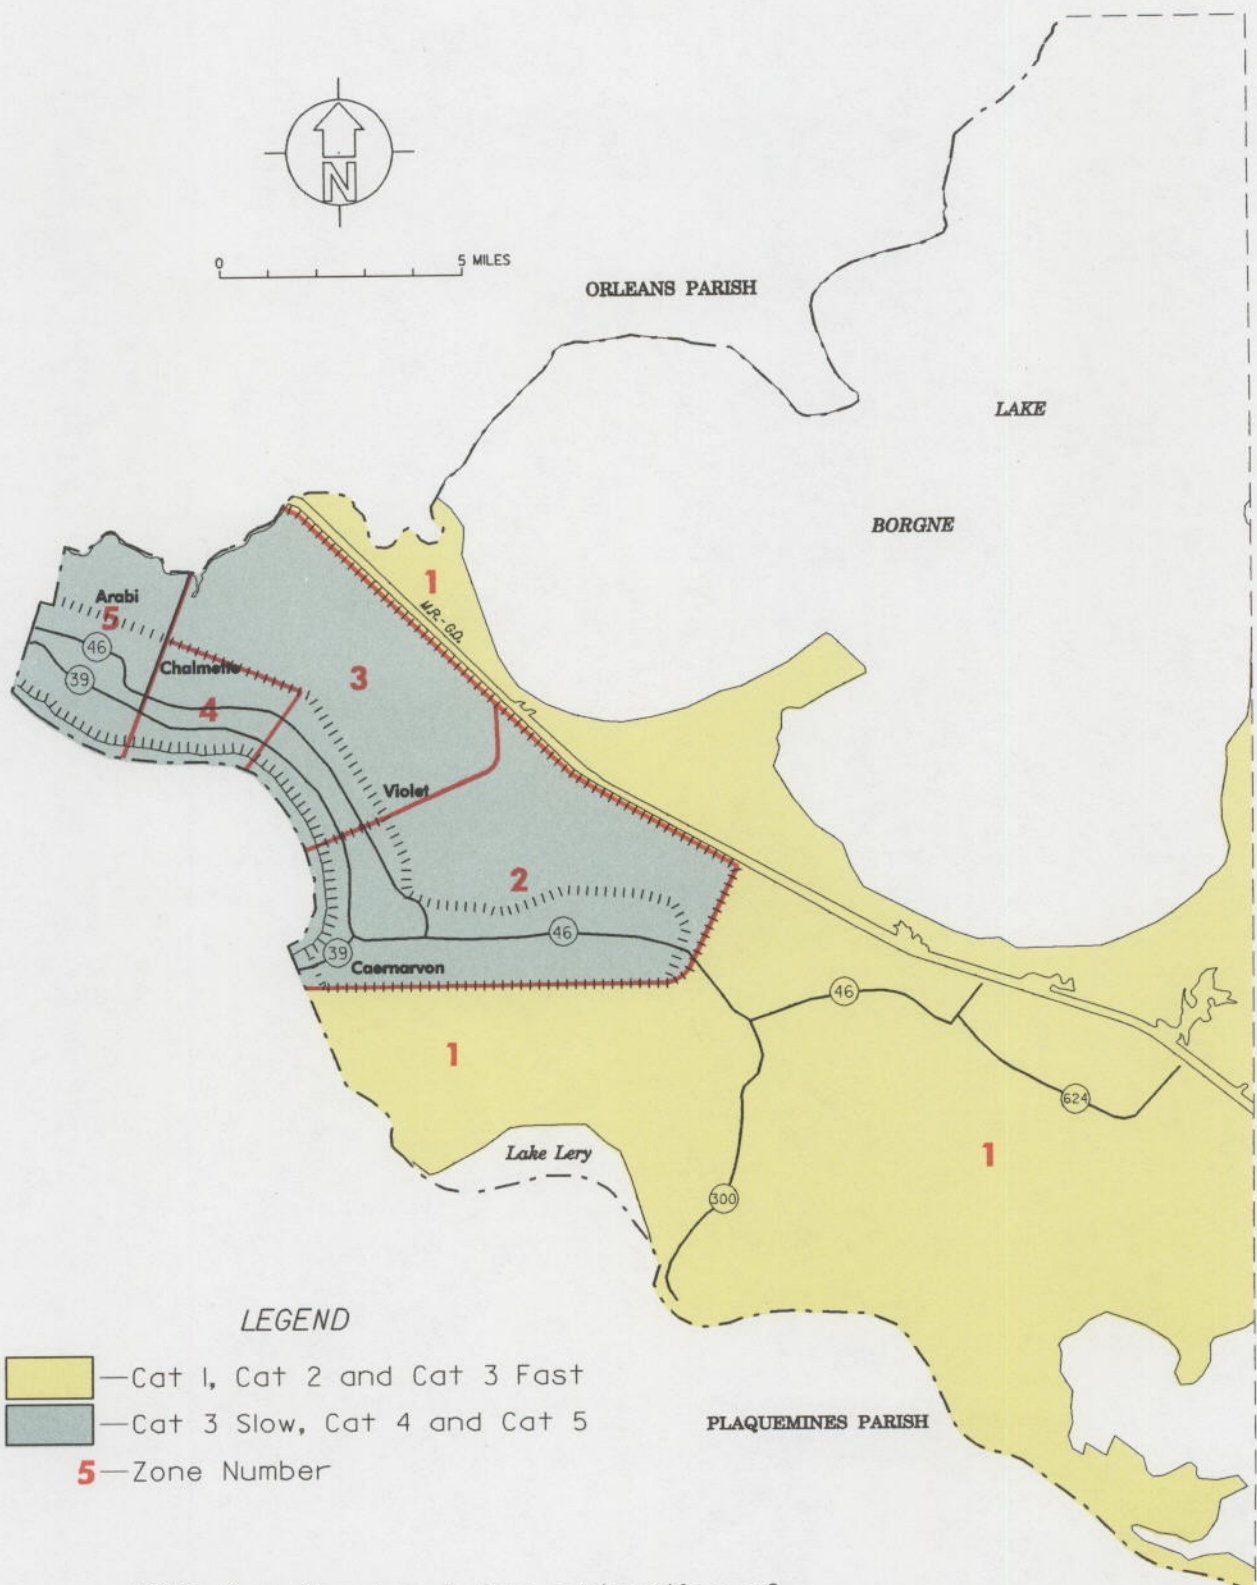 N
0 5 MILES
ORLEANS PARISH
LAKE
BORGNE
1
M.R.-G.O.
Arabi
5
46
Chalmette
39
3
4
Violet
2
46
39
Caernarvon
46
1
624
Lake Lery
1
300
LEGEND
Cat 1, Cat 2 and Cat 3 Fast
Cat 3 Slow, Cat 4 and Cat 5
PLAQUEMINES PARISH
5—Zone Number